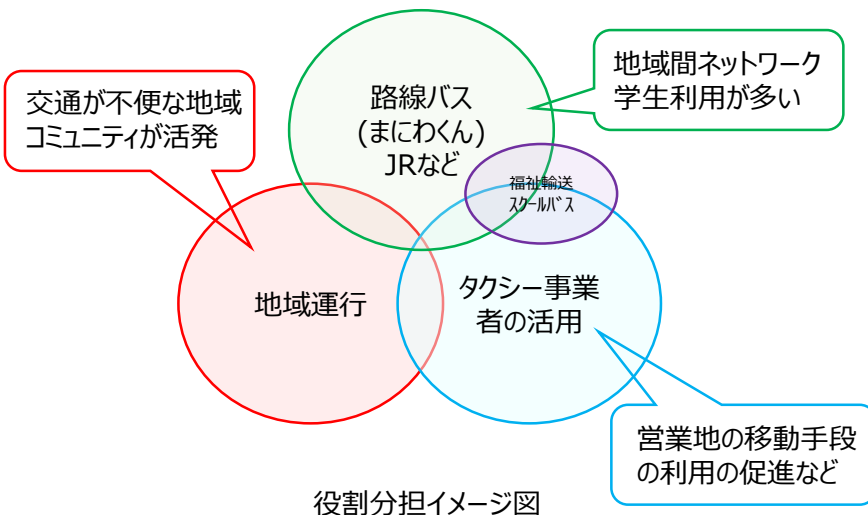 地域間ネットワーク
学生利用が多い
交通が不便な地域
コミュニティが活発
路線バス
(まにわくん)
JRなど
福祉輸送
ｽｸｰﾙﾊﾞｽ
地域運行
タクシー事業
者の活用
営業地の移動手段
の利用の促進など
役割分担イメージ図